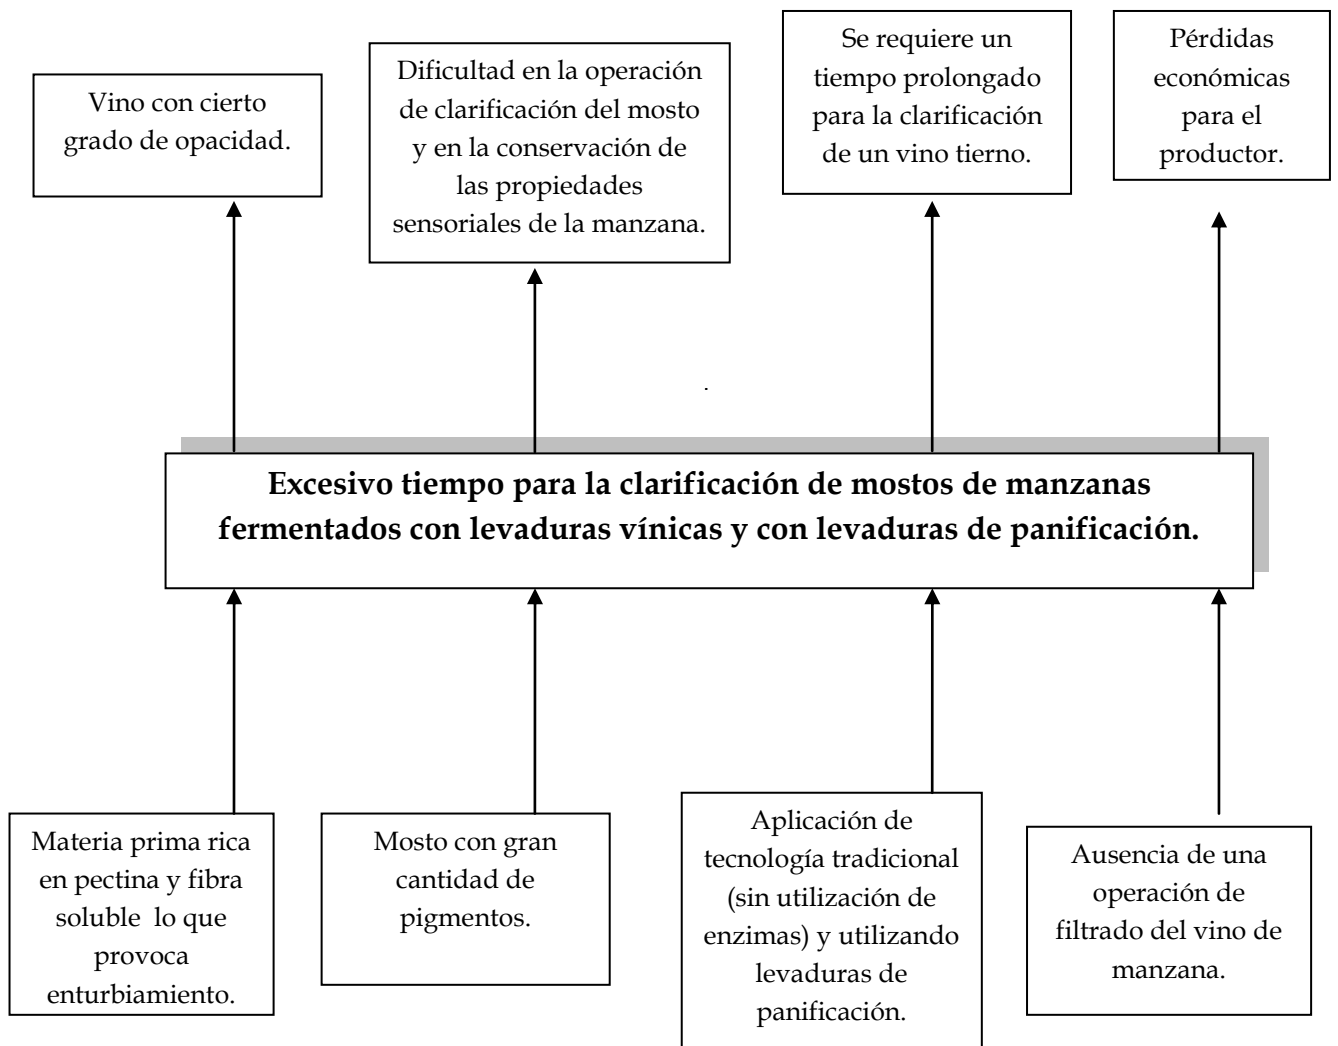 Vino con cierto
grado de opacidad.
Dificultad en la operación
de clarificación del mosto
y en la conservación de
las propiedades
sensoriales de la manzana.
Se requiere un
tiempo prolongado
para la clarificación
de un vino tierno.
Pérdidas
económicas
para el
productor.
.
Excesivo tiempo para la clarificación de mostos de manzanas
fermentados con levaduras vínicas y con levaduras de panificación.
Materia prima rica
en pectina y fibra
soluble lo que
provoca
enturbiamiento.
Mosto con gran
cantidad de
pigmentos.
Aplicación de
tecnología tradicional
(sin utilización de
enzimas) y utilizando
levaduras de
panificación.
Ausencia de una
operación de
filtrado del vino de
manzana.